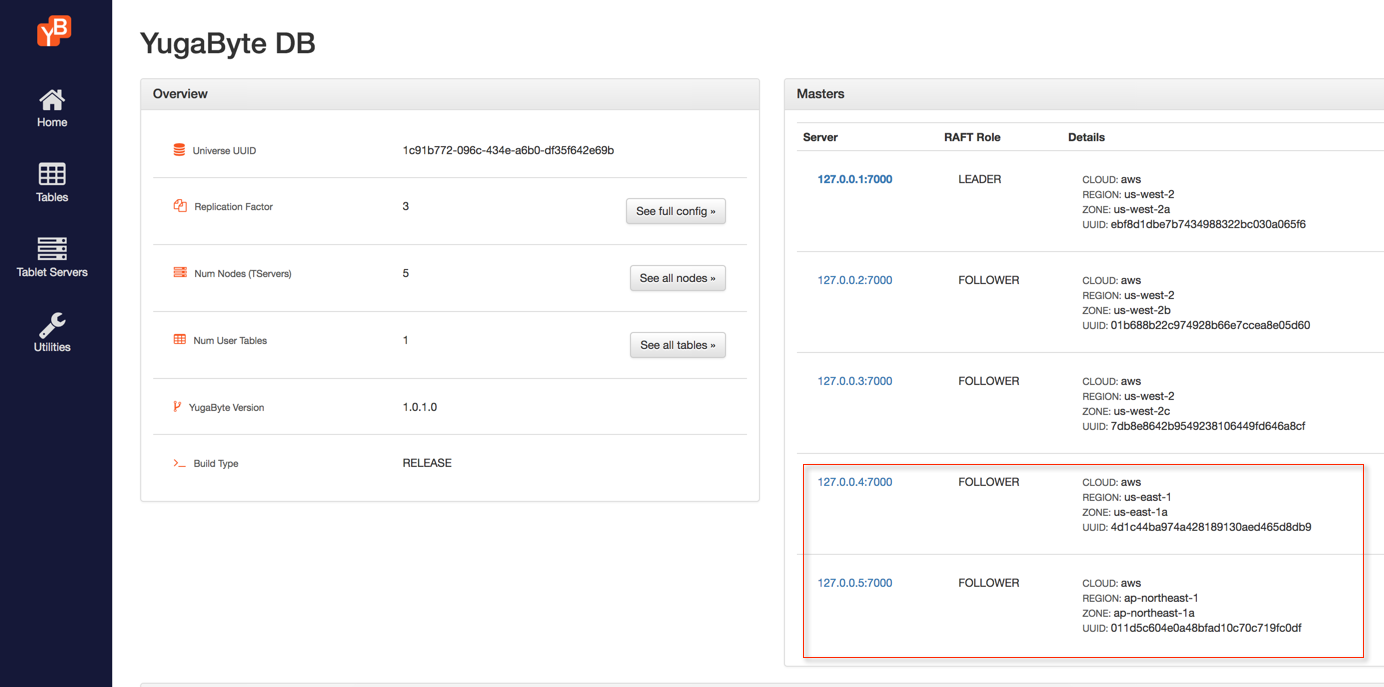 YB
Home
Tables
Tablet Servers
Utilities
YugaByte DB
Overview
Universe UUID 1c91b772-096c-434e-a6b0-df35f642e69b
Replication Factor 3 See full config »
Num Nodes (TServers) 5 See all nodes »
Num User Tables 1 See all tables »
YugaByte Version 1.0.1.0
Build Type RELEASE
Masters
Server RAFT Role Details
127.0.0.1:7000 LEADER CLOUD: aws
REGION: us-west-2
ZONE: us-west-2a
UUID: ebf8d1dbe7b7434988322bc030a065f6
127.0.0.2:7000 FOLLOWER CLOUD: aws
REGION: us-west-2
ZONE: us-west-2b
UUID: 01b688b22c974928b66e7ccea8e05d60
127.0.0.3:7000 FOLLOWER CLOUD: aws
REGION: us-west-2
ZONE: us-west-2c
UUID: 7db8e8642b9549238106449fd646a8cf
127.0.0.4:7000 FOLLOWER CLOUD: aws
REGION: us-east-1
ZONE: us-east-1a
UUID: 4d1c44ba974a428189130aed465d8db9
127.0.0.5:7000 FOLLOWER CLOUD: aws
REGION: ap-northeast-1
ZONE: ap-northeast-1a
UUID: 011d5c604e0a48bfad10c70c719fc0df